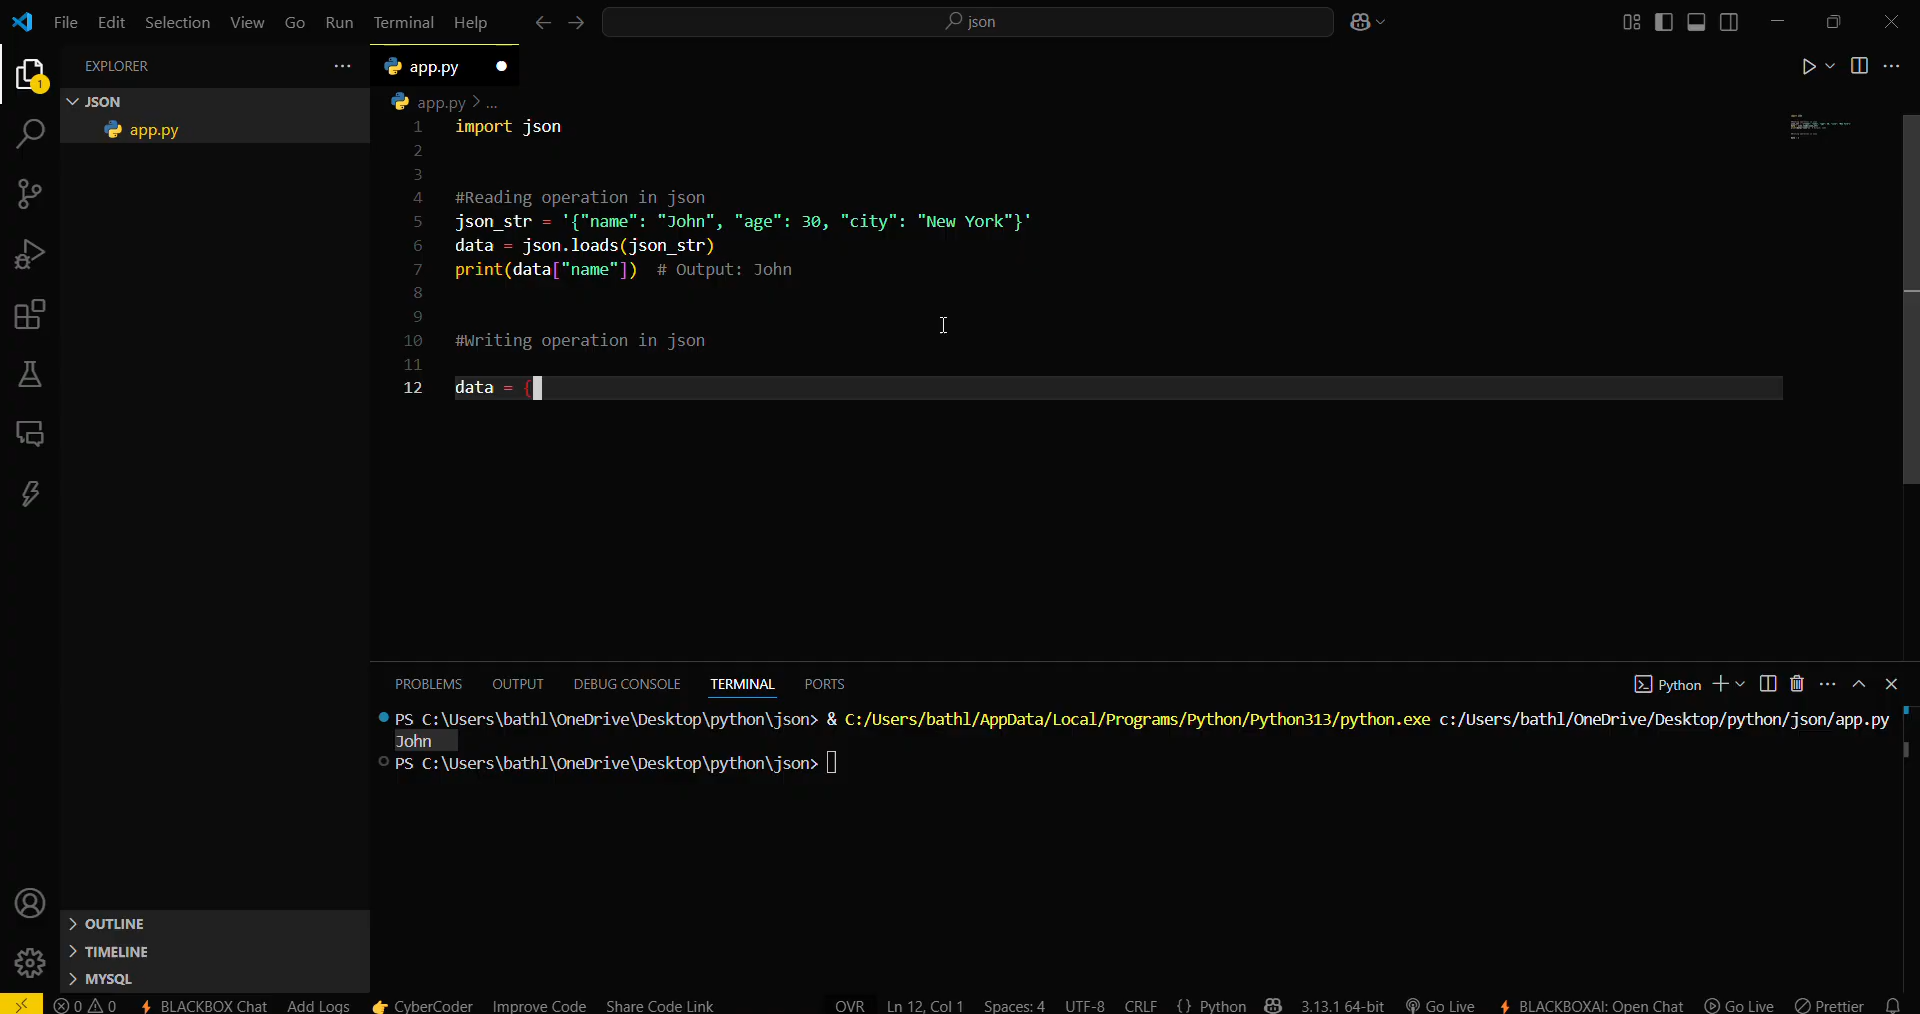 File Edit Selection View Go Run Terminal Help
json
EXPLORER
app.py
1
JSON
app.py > ...
app.py
1 import json
2
3
4 #Reading operation in json
5 json_str = '{"name": "John", "age": 30, "city": "New York"}'
6 data = json.loads(json_str)
7 print(data["name"])  # Output: John
8
9
10 #Writing operation in json
11
12 data = {
PROBLEMS OUTPUT DEBUG CONSOLE TERMINAL PORTS
Python
PS C:\Users\bathl\OneDrive\Desktop\python\json> & C:/Users/bathl/AppData/Local/Programs/Python/Python313/python.exe c:/Users/bathl/OneDrive/Desktop/python/json/app.py
John
PS C:\Users\bathl\OneDrive\Desktop\python\json>
OUTLINE
TIMELINE
MYSQL
0 0 BLACKBOX Chat Add Logs CyberCoder Improve Code Share Code Link OVR Ln 12, Col 1 Spaces: 4 UTF-8 CRLF {} Python 3.13.1 64-bit Go Live BLACKBOXAI: Open Chat Go Live Prettier